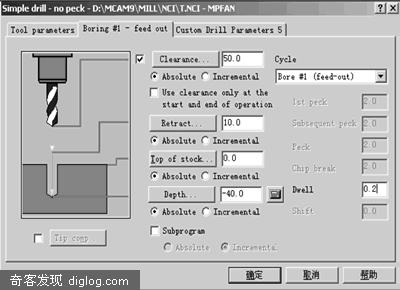 Simple drill - no peck - D:\MCAM9\MILL\NCI\T.NCI - MPFAN
Tool parameters
Boring #1 - feed out
Custom Drill Parameters 5
Clearance...
50.0
Absolute
Incremental
Use clearance only at the
start and end of operation
Retract...
10.0
Absolute
Incremental
Top of stock...
0.0
Absolute
Incremental
Depth...
-40.0
Absolute
Incremental
Subprogram
Absolute
Incremental
Cycle
Bore #1 (feed-out)
1st peck
2.0
Subsequent peck
2.0
Peck
2.0
Chip break
2.0
Dwell
0.2
Shift
0.0
Tip comp...
确定
取消
帮助
奇客发现 diglog.com